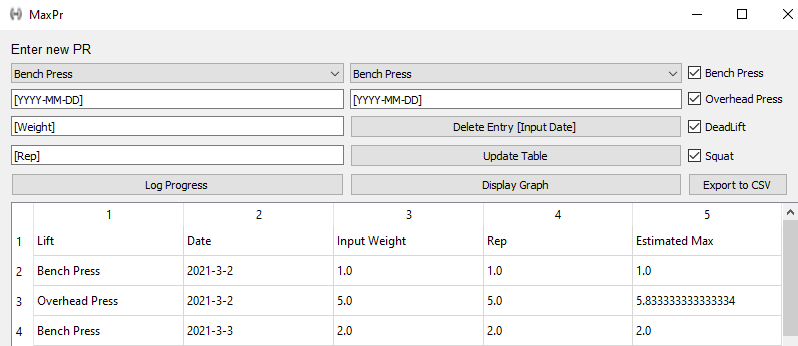 MaxPr
Enter new PR
Bench Press Bench Press Bench Press
[YYYY-MM-DD] [YYYY-MM-DD] Overhead Press
[Weight] Delete Entry [Input Date] DeadLift
[Rep] Update Table Squat
Log Progress Display Graph Export to CSV
1 2 3 4 5
1 Lift Date Input Weight Rep Estimated Max
2 Bench Press 2021-3-2 1.0 1.0 1.0
3 Overhead Press 2021-3-2 5.0 5.0 5.833333333333334
4 Bench Press 2021-3-3 2.0 2.0 2.0